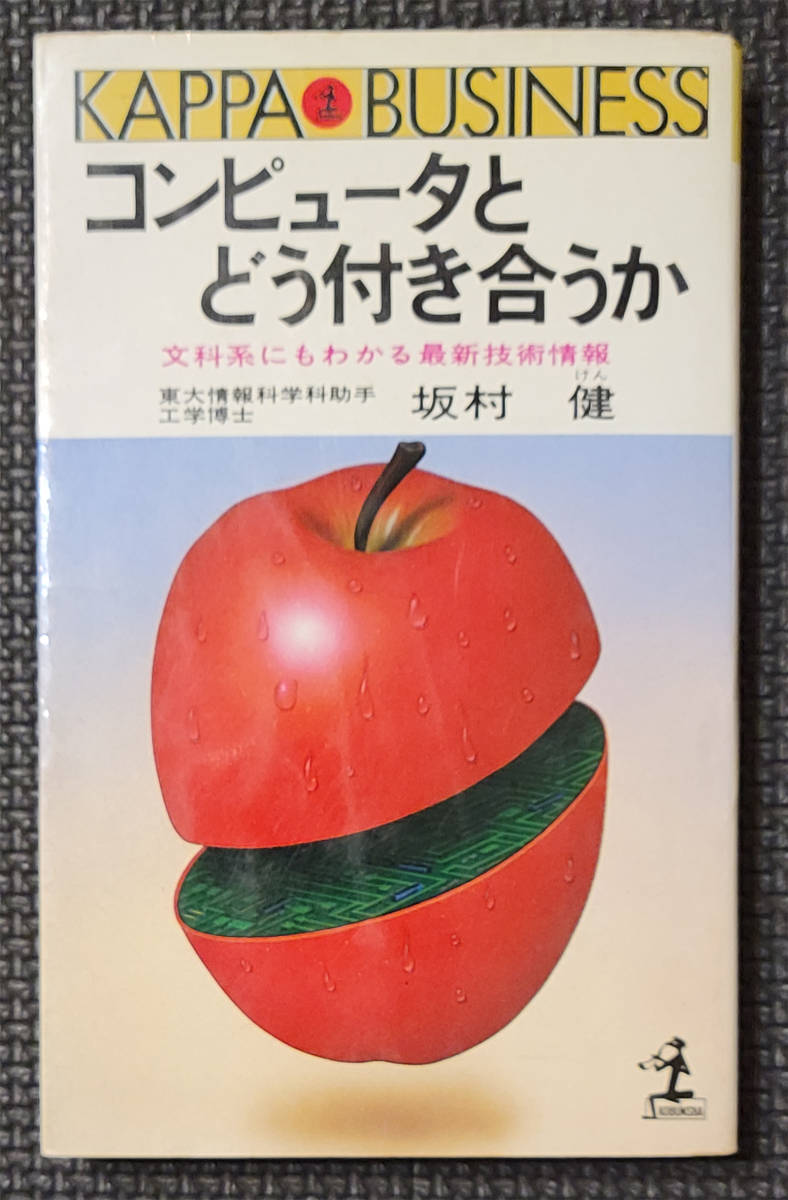 KAPPA BUSINESS
コンピュータと
どう付き合うか
文科系にもわかる最新技術情報
東大情報科学科助手
工学博士
坂村 健
けん
KOBUNSHA